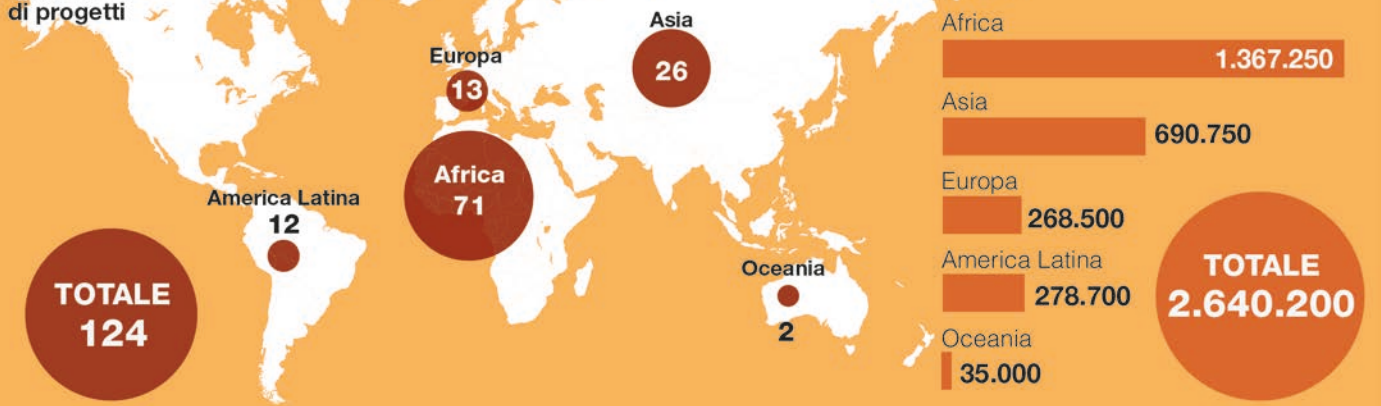 di progetti
Asia
26
Europa
13
Africa
71
America Latina
12
Oceania
2
TOTALE
124
Africa
1.367.250
Asia
690.750
Europa
268.500
America Latina
278.700
Oceania
35.000
TOTALE
2.640.200